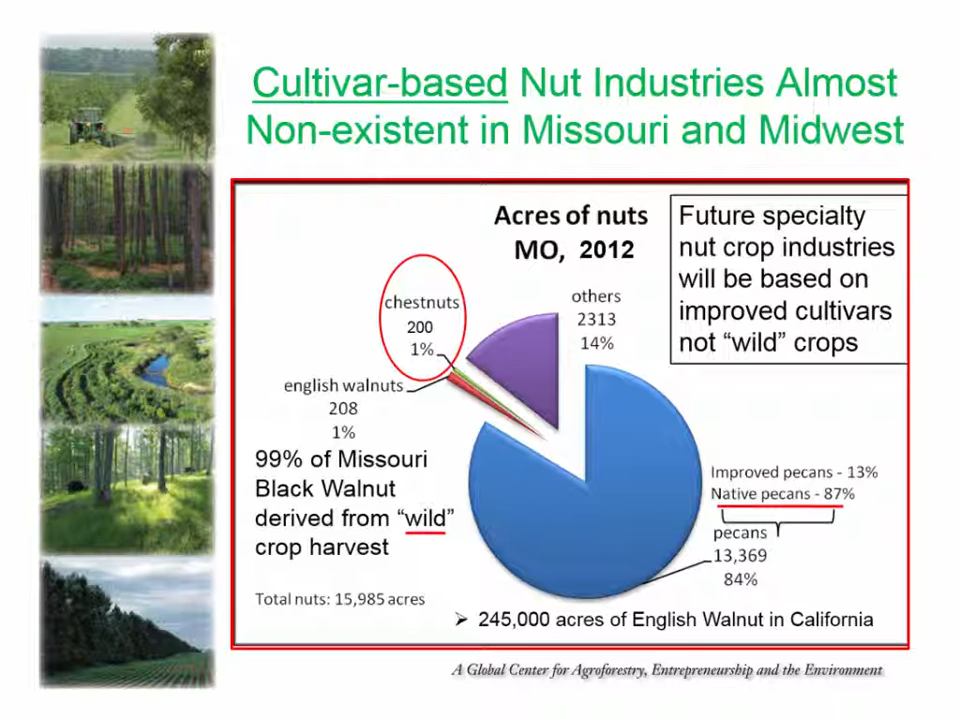 Cultivar-based Nut Industries Almost
Non-existent in Missouri and Midwest
Acres of nuts
MO, 2012
Future specialty
nut crop industries
will be based on
improved cultivars
not “wild” crops
chestnuts
200
1%
others
2313
14%
english walnuts
208
1%
99% of Missouri
Black Walnut
derived from “wild”
crop harvest
Improved pecans - 13%
Native pecans - 87%
pecans
13,369
84%
Total nuts: 15,985 acres
➢ 245,000 acres of English Walnut in California
A Global Center for Agroforestry, Entrepreneurship and the Environment